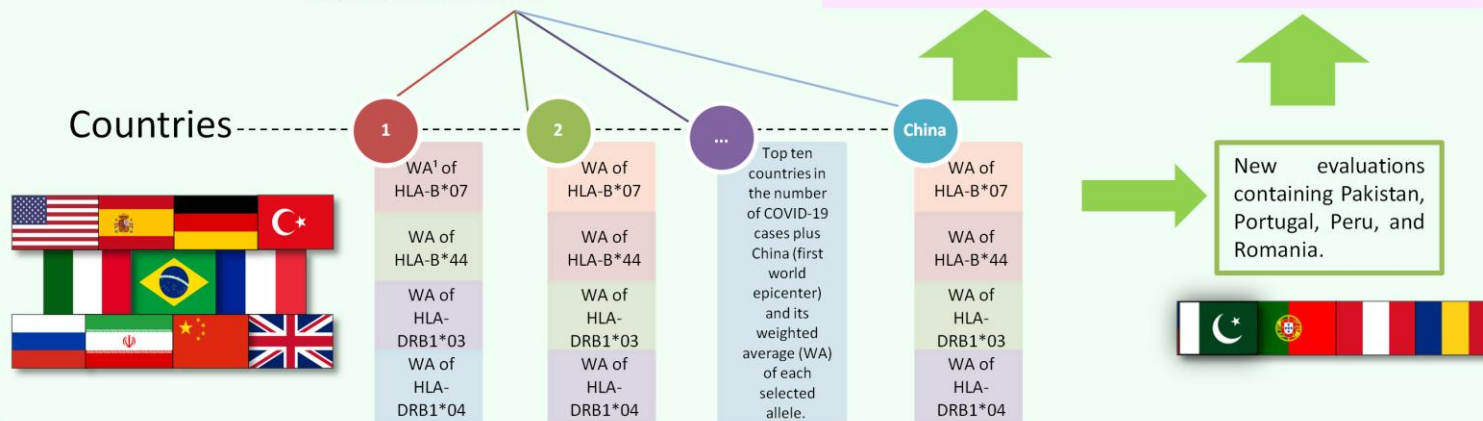 Countries
1
2
...
China
WA¹ of
HLA-B*07
WA of
HLA-B*44
WA of
HLA-
DRB1*03
WA of
HLA-
DRB1*04
WA of
HLA-B*07
WA of
HLA-B*44
WA of
HLA-
DRB1*03
WA of
HLA-
DRB1*04
Top ten
countries in
the number
of COVID-19
cases plus
China (first
world
epicenter)
and its
weighted
average (WA)
of each
selected
allele.
WA of
HLA-B*07
WA of
HLA-B*44
WA of
HLA-
DRB1*03
WA of
HLA-
DRB1*04
New evaluations
containing Pakistan,
Portugal, Peru, and
Romania.